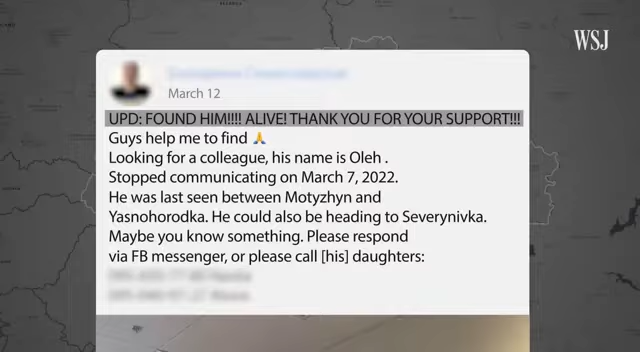 WSJ
March 12
UPD: FOUND HIM!!!! ALIVE! THANK YOU FOR YOUR SUPPORT!!!
Guys help me to find 🙏
Looking for a colleague, his name is Oleh .
Stopped communicating on March 7, 2022.
He was last seen between Motyzhyn and
Yasnohorodka. He could also be heading to Severynivka.
Maybe you know something. Please respond
via FB messenger, or please call [his] daughters: